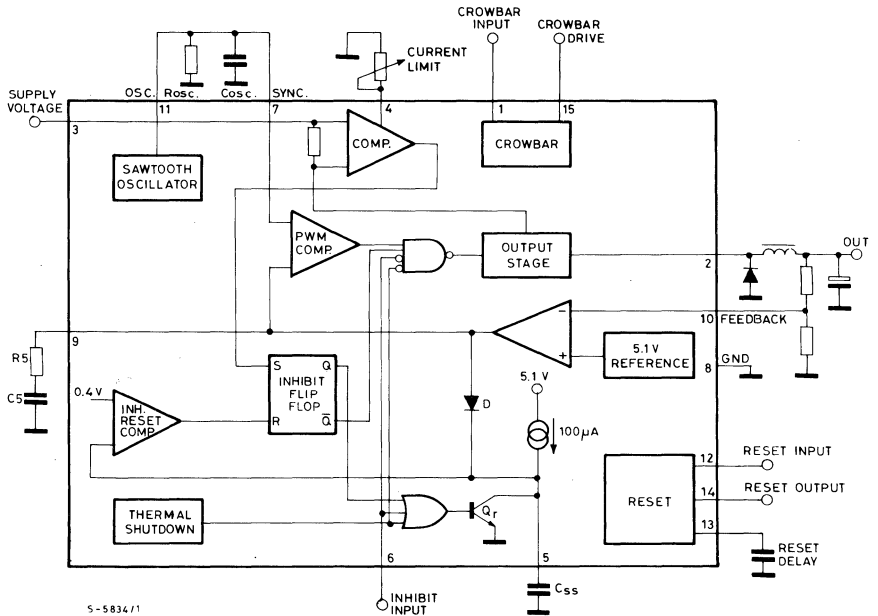 CROWBAR INPUT
CROWBAR DRIVE
CURRENT LIMIT
SUPPLY VOLTAGE
OSC. Rosc. Cosc. SYNC.
11 7 4 1 15
3
COMP.
CROWBAR
SAWTOOTH OSCILLATOR
PWM COMP.
OUTPUT STAGE
2
OUT
10 FEEDBACK
9
- 
+
5.1 V REFERENCE
GND
8
R5
C5
0.4 V
INH. RESET COMP.
S Q
INHIBIT FLIP FLOP
R Q̅
D
5.1 V
100µA
12 RESET INPUT
14 RESET OUTPUT
13
RESET
RESET DELAY
THERMAL SHUTDOWN
Qr
6 5
Css
INHIBIT INPUT
S-5834/1